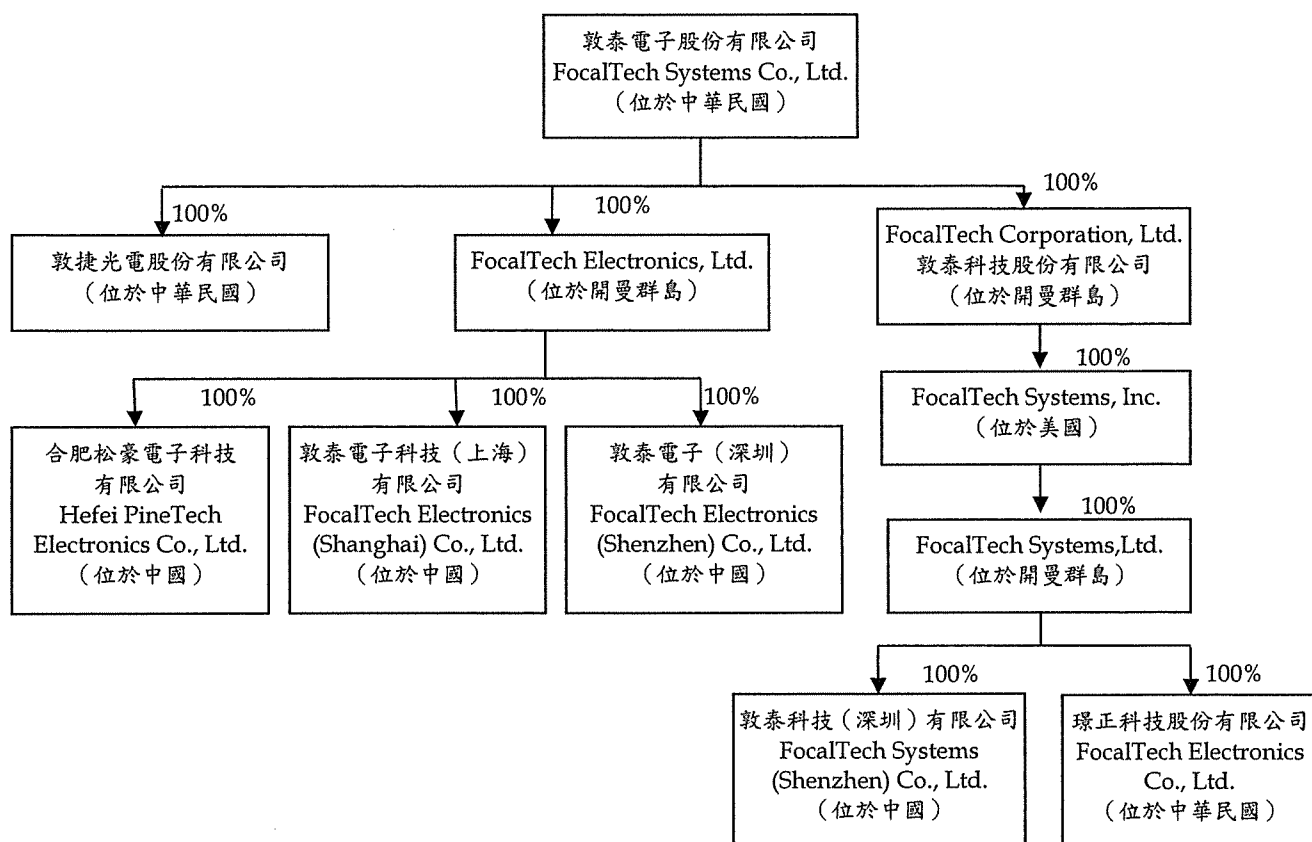 敦泰電子股份有限公司
FocalTech Systems Co., Ltd.
（位於中華民國）
100%
100%
100%
敦捷光電股份有限公司
（位於中華民國）
FocalTech Electronics, Ltd.
（位於開曼群島）
FocalTech Corporation, Ltd.
敦泰科技股份有限公司
（位於開曼群島）
100%
100%
100%
100%
合肥松豪電子科技
有限公司
Hefei PineTech
Electronics Co., Ltd.
（位於中國）
敦泰電子科技（上海）
有限公司
FocalTech Electronics
(Shanghai) Co., Ltd.
（位於中國）
敦泰電子（深圳）
有限公司
FocalTech Electronics
(Shenzhen) Co., Ltd.
（位於中國）
FocalTech Systems, Inc.
（位於美國）
100%
FocalTech Systems,Ltd.
（位於開曼群島）
100%
100%
敦泰科技（深圳）有限公司
FocalTech Systems
(Shenzhen) Co., Ltd.
（位於中國）
璟正科技股份有限公司
FocalTech Electronics
Co., Ltd.
（位於中華民國）